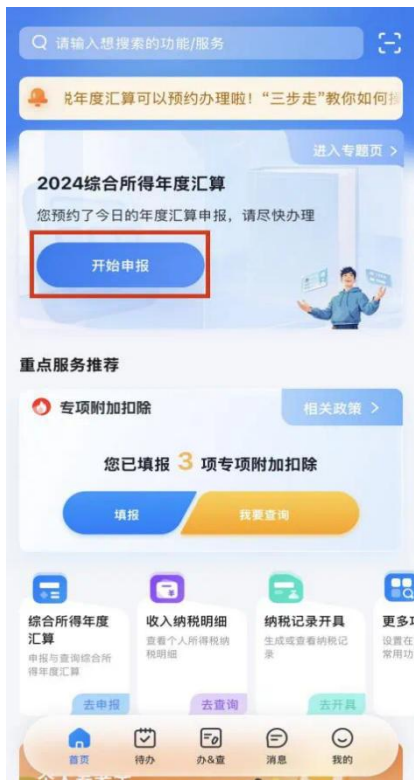 请输入想搜索的功能/服务
年度汇算可以预约办理啦！“三步走”教你如何
进入专题页 >
2024综合所得年度汇算
您预约了今日的年度汇算申报，请尽快办理
开始申报
重点服务推荐
专项附加扣除
相关政策 >
您已填报 3 项专项附加扣除
填报
我要查询
综合所得年度
汇算
申报与查询综合所
得年度汇算
去申报
收入纳税明细
查看个人所得税纳
税明细
去查询
纳税记录开具
生成或查看纳税记
录
去开具
更多
设置在
常用功
首页
待办
办&查
消息
我的